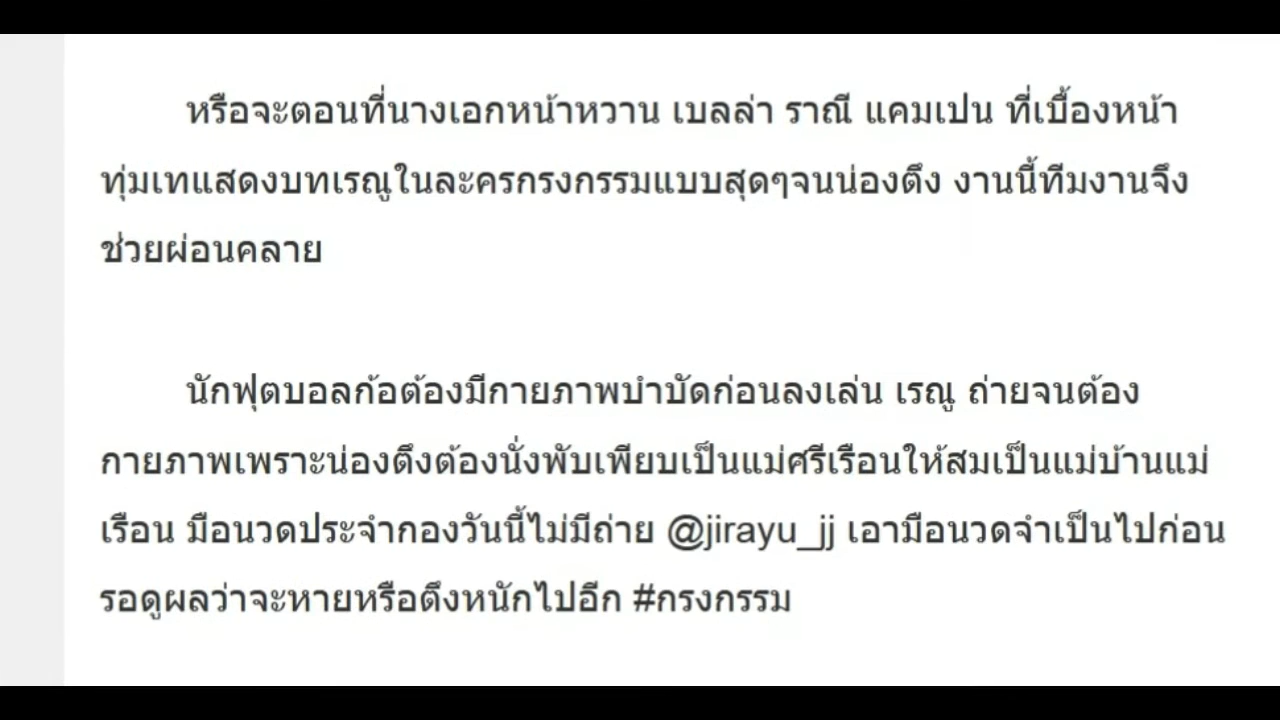 หรือจะตอนที่นางเอกหน้าหวาน เบลล่า ราณี แคมเปน ที่เบื้องหน้า
ทุ่มเทแสดงบทเรณูในละครกรงกรรมแบบสุดๆจนน่องตึง งานนี้ทีมงานจึง
ช่วยผ่อนคลาย
นักฟุตบอลก้อต้องมีกายภาพบำบัดก่อนลงเล่น เรณู ถ่ายจนต้อง
กายภาพเพราะน่องตึงต้องนั่งพับเพียบเป็นแม่ศรีเรือนให้สมเป็นแม่บ้านแม่
เรือน มือนวดประจำกองวันนี้ไม่มีถ่าย @jirayu_jj เอามือนวดจำเป็นไปก่อน
รอดูผลว่าจะหายหรือตึงหนักไปอีก #กรงกรรม